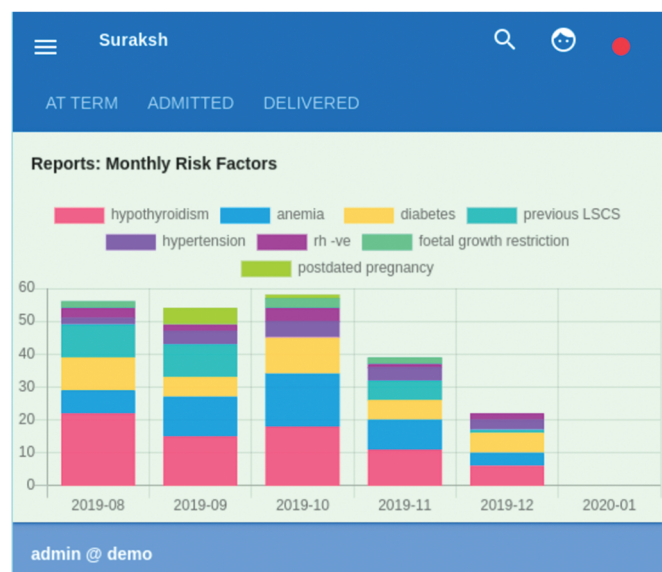 Suraksh
AT TERM ADMITTED DELIVERED
Reports: Monthly Risk Factors
hypothyroidism anemia diabetes previous LSCS
hypertension rh -ve foetal growth restriction
postdated pregnancy
60
50
40
30
20
10
0
2019-08 2019-09 2019-10 2019-11 2019-12 2020-01
admin @ demo